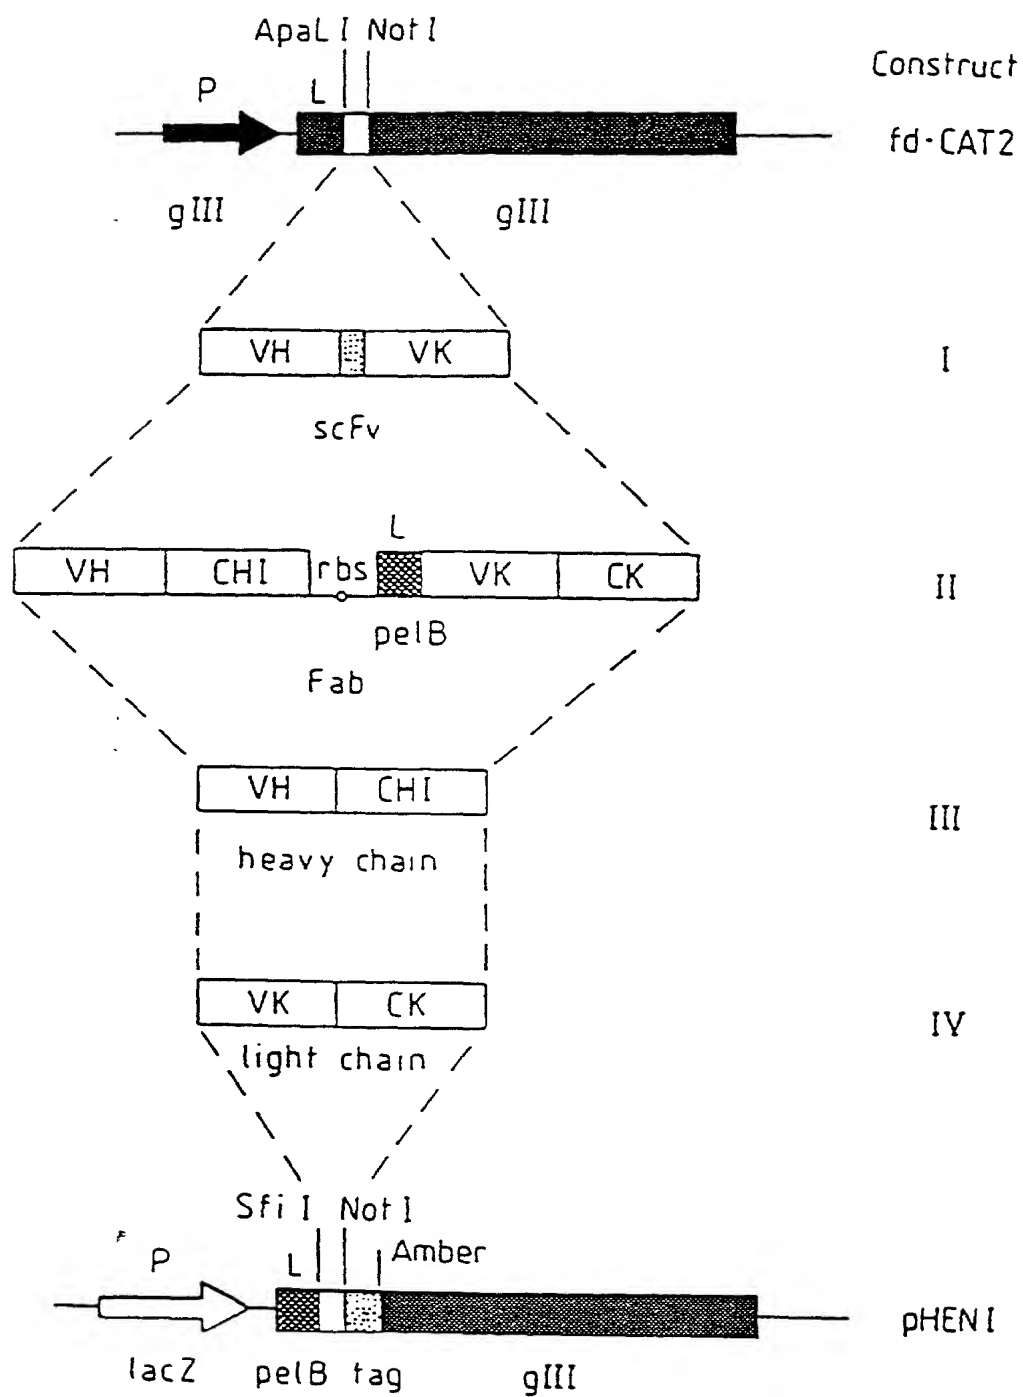 ApaL I Not I
Construct
P L
fd-CAT2
gIII gIII
VH VK I
scFv
L
VH CHI rbs VK CK II
pelB
Fab
VH CHI III
heavy chain
VK CK IV
light chain
Sfi I Not I
P L Amber
pHEN I
lacZ pelB tag gIII